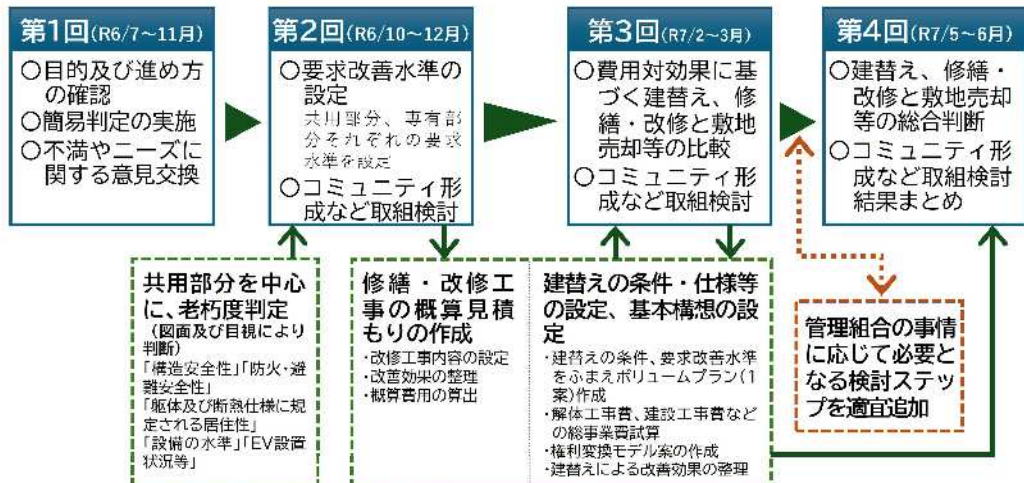 第1回(R6/7～11月)
○目的及び進め方
の確認
○簡易判定の実施
○不満やニーズに
関する意見交換
第2回(R6/10～12月)
○要求改善水準の
設定
共用部分、専有部
分それぞれの要求
水準を設定
○コミュニティ形
成など取組検討
第3回(R7/2～3月)
○費用対効果に基
づく建替え、修
繕・改修と敷地
売却等の比較
○コミュニティ形
成など取組検討
第4回(R7/5～6月)
○建替え、修繕・
改修と敷地売却
等の総合判断
○コミュニティ形
成など取組検討
結果まとめ
共用部分を中心
に、老朽度判定
(図面及び目視により
判断)
「構造安全性」「防火・避
難安全性」
「躯体及び断熱仕様に規
定される居住性」
「設備の水準」「EV設置
状況等」
修繕・改修工
事の概算見積
もりの作成
・改修工事内容の設定
・改善効果の整理
・概算費用の算出
建替えの条件・仕様等
の設定、基本構想の設
定
・建替えの条件、要求改善水準
をふまえボリュームプラン(1
案)作成
・解体工事費、建設工事費など
の総事業費試算
・権利変換モデル案の作成
・建替えによる改善効果の整理
管理組合の事情
に応じて必要と
なる検討ステッ
プを適宜追加